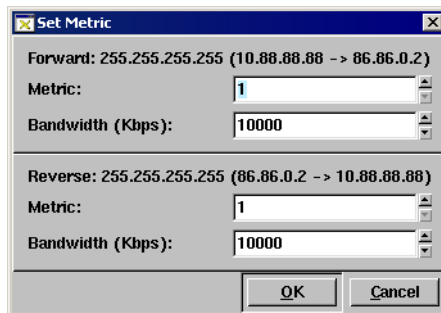 Set Metric
Forward: 255.255.255.255 (10.88.88.88 -> 86.86.0.2)
Metric: 1
Bandwidth (Kbps): 10000
Reverse: 255.255.255.255 (86.86.0.2 -> 10.88.88.88)
Metric: 1
Bandwidth (Kbps): 10000
OK Cancel